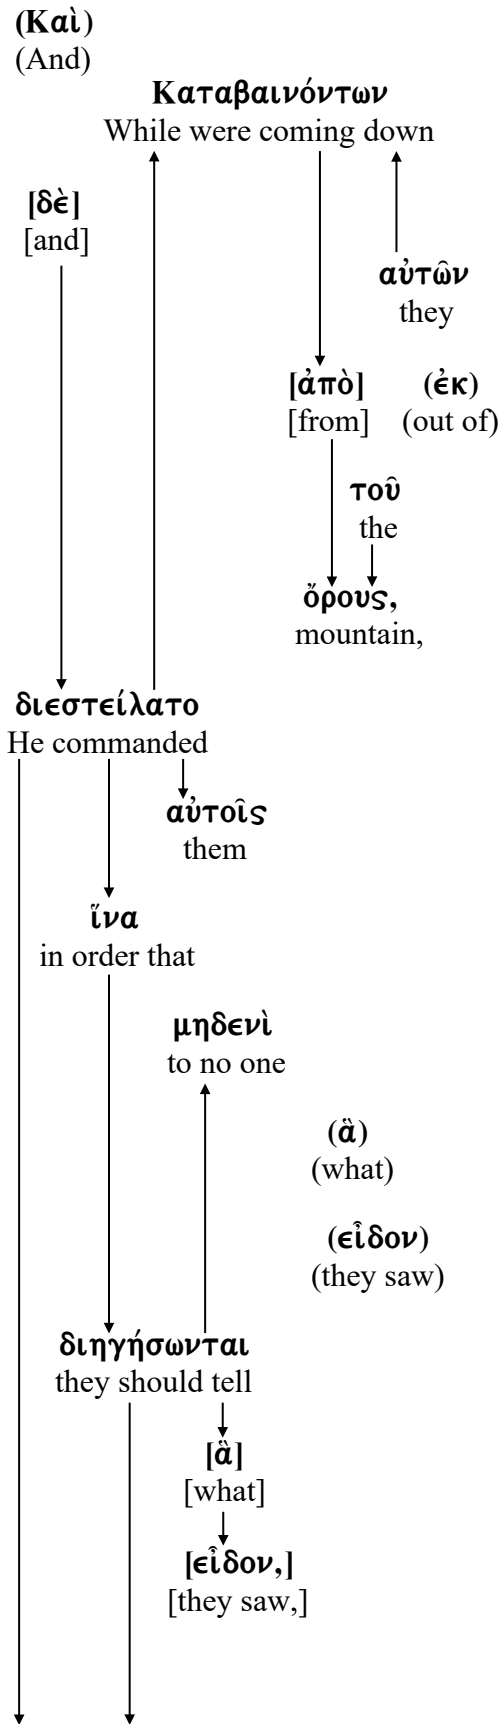 (Καὶ)
(And)
Καταβαινόντων
While were coming down
[δὲ]
[and]
αὐτῶν
they
[ἀπὸ] (ἐκ)
[from] (out of)
τοῦ
the
ὄρους,
mountain,
διεστείλατο
He commanded
αὐτοῖς
them
ἵνα
in order that
μηδενὶ
to no one
(ἃ)
(what)
(εἶδον)
(they saw)
διηγήσωνται
they should tell
[ἃ]
[what]
[εἶδον,]
[they saw,]